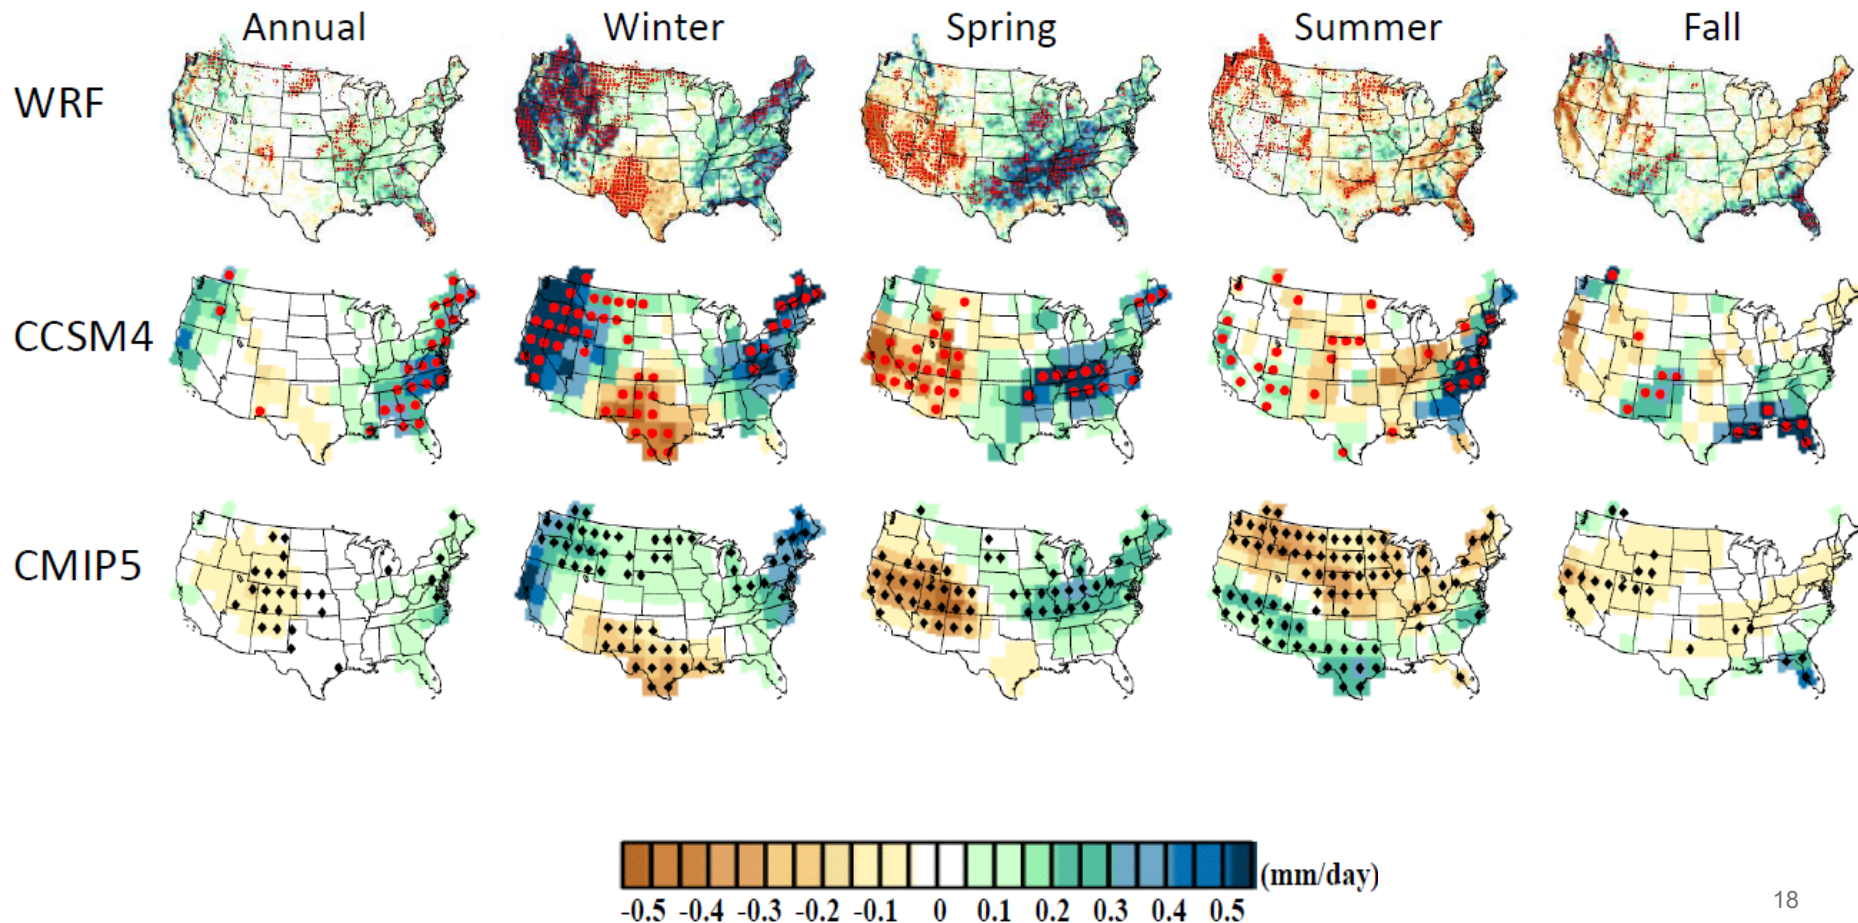 Annual Winter Spring Summer Fall
WRF
CCSM4
CMIP5
(mm/day)
-0.5 -0.4 -0.3 -0.2 -0.1 0 0.1 0.2 0.3 0.4 0.5
18